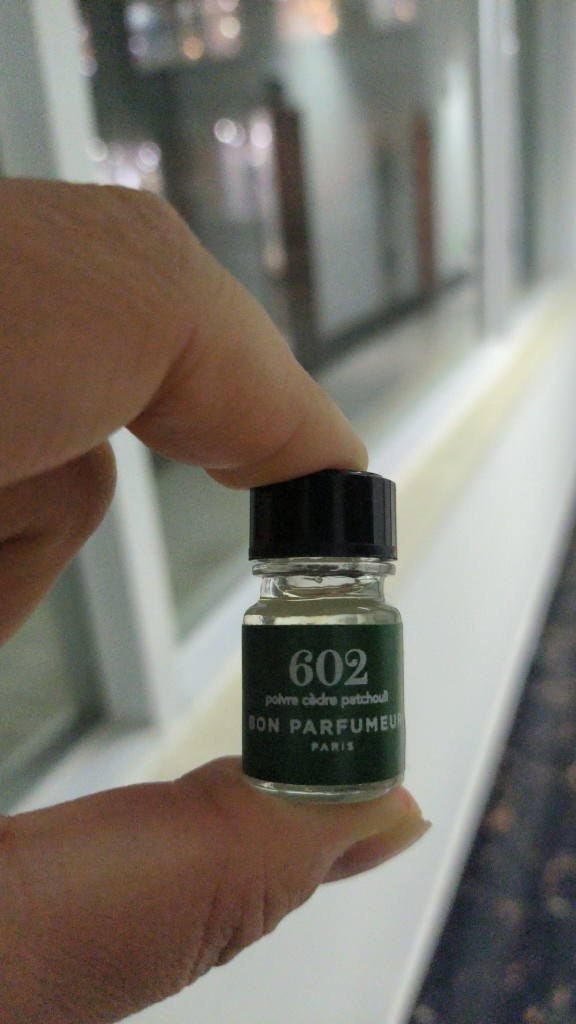 602
poivre cèdre patchouli
BON PARFUMEUR
PARIS